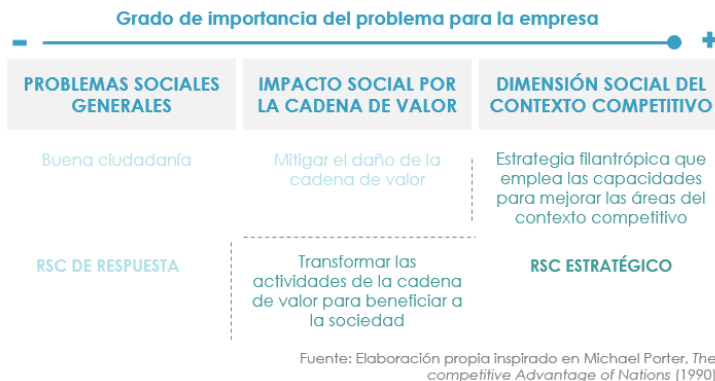 Grado de importancia del problema para la empresa
PROBLEMAS SOCIALES
GENERALES
IMPACTO SOCIAL POR
LA CADENA DE VALOR
DIMENSIÓN SOCIAL DEL
CONTEXTO COMPETITIVO
Buena ciudadanía
Mitigar el daño de la
cadena de valor
Estrategia filantrópica que
emplea las capacidades
para mejorar las áreas del
contexto competitivo
RSC DE RESPUESTA
Transformar las
actividades de la cadena
de valor para beneficiar a
la sociedad
RSC ESTRATÉGICO
Fuente: Elaboración propia inspirado en Michael Porter, The
competitive Advantage of Nations (1990)